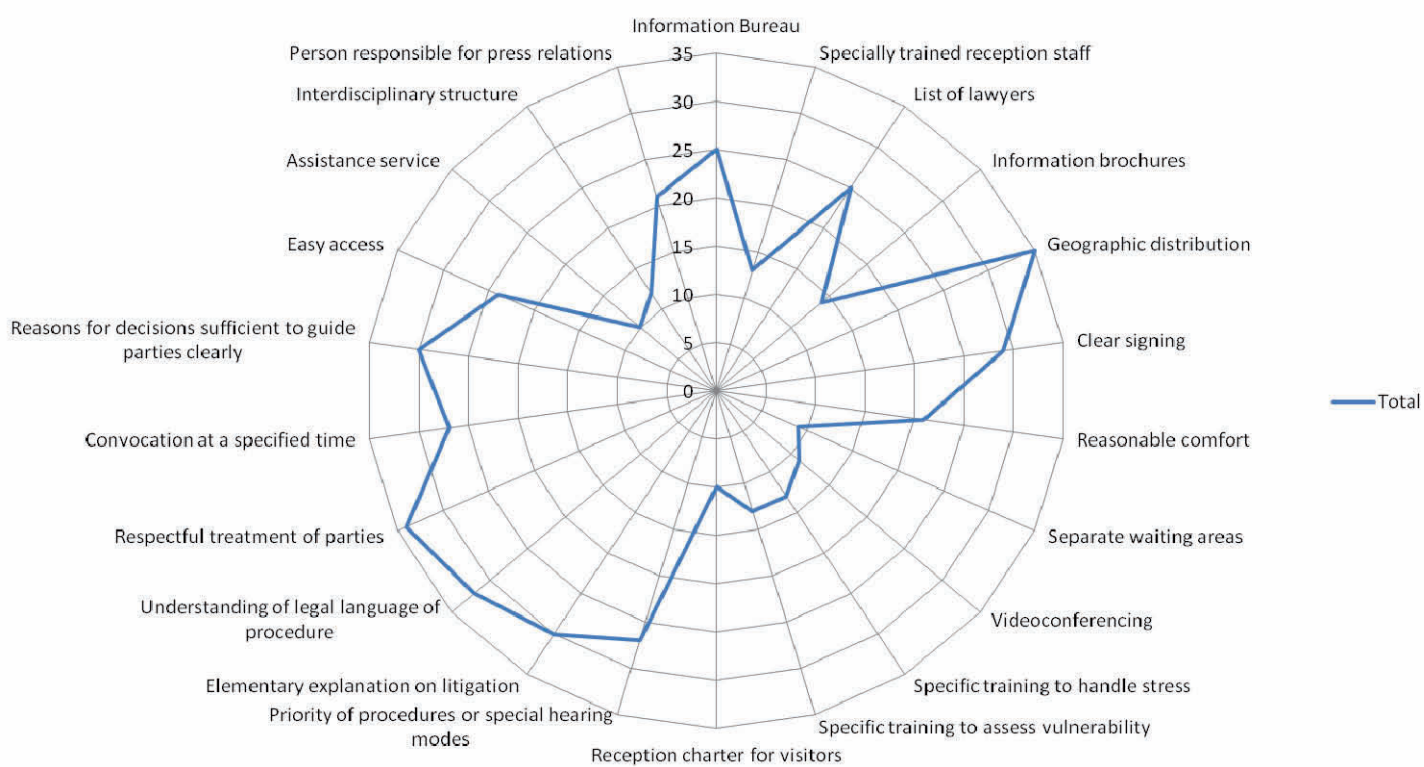 Information Bureau
Person responsible for press relations
Specially trained reception staff
Interdisciplinary structure
List of lawyers
Assistance service
Information brochures
Easy access
Geographic distribution
Reasons for decisions sufficient to guide
parties clearly
Clear signing
Convocation at a specified time
Reasonable comfort
Respectful treatment of parties
Separate waiting areas
Understanding of legal language of
procedure
Videoconferencing
Elementary explanation on litigation
Specific training to handle stress
Priority of procedures or special hearing
modes
Specific training to assess vulnerability
Reception charter for visitors
35
30
25
20
15
10
5
0
Total